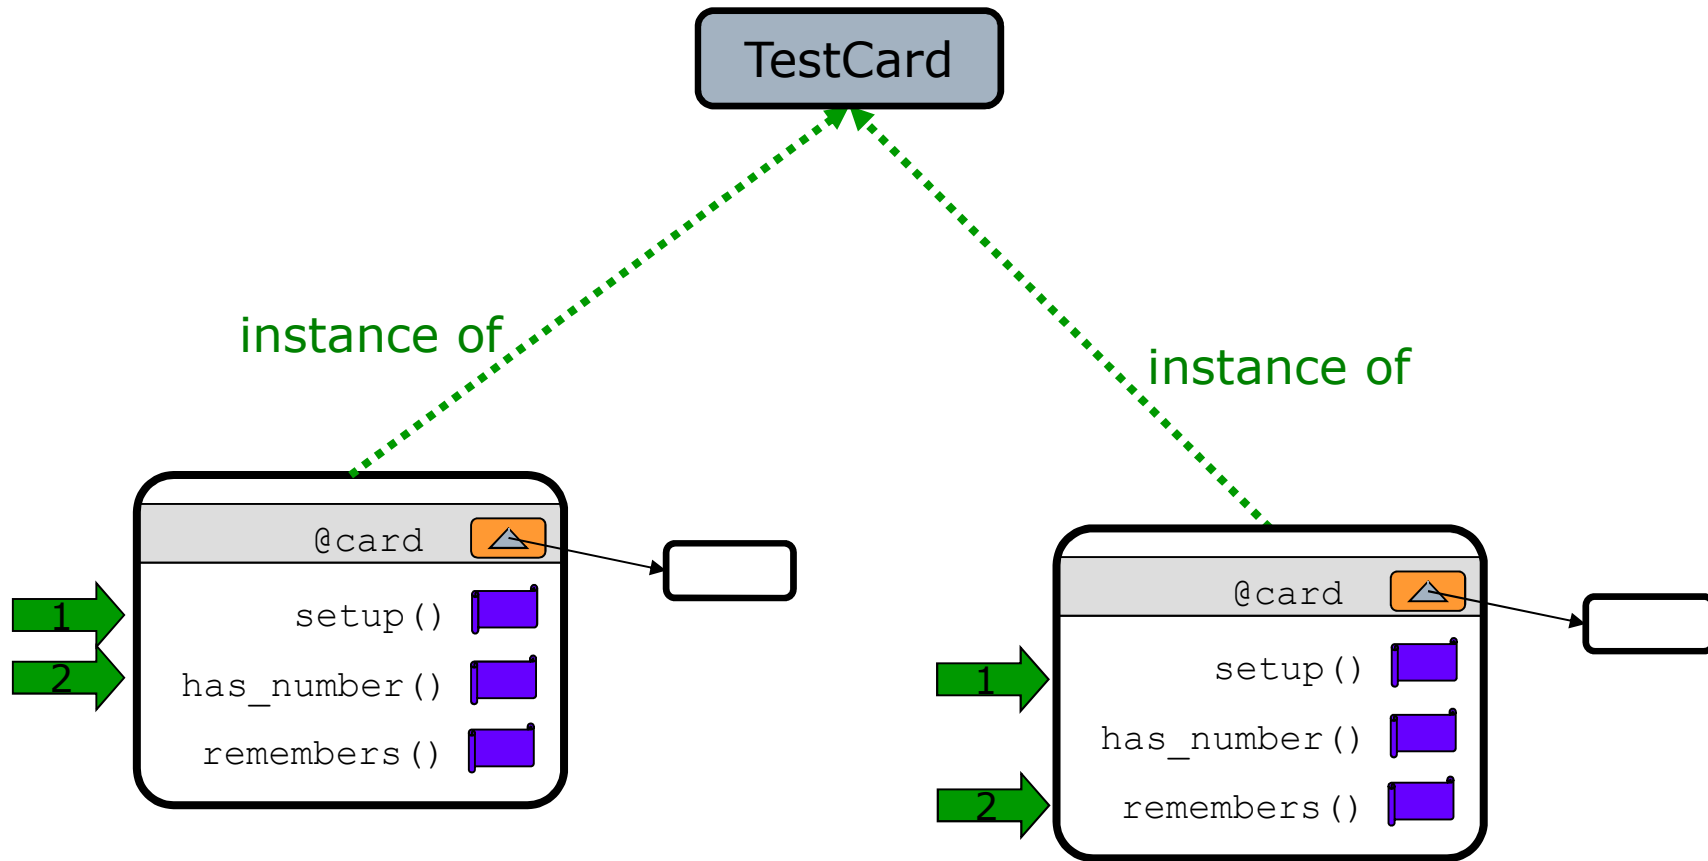 TestCard
instance of
instance of
@card
1 setup()
2 has_number()
remembers()
@card
1 setup()
has_number()
2 remembers()